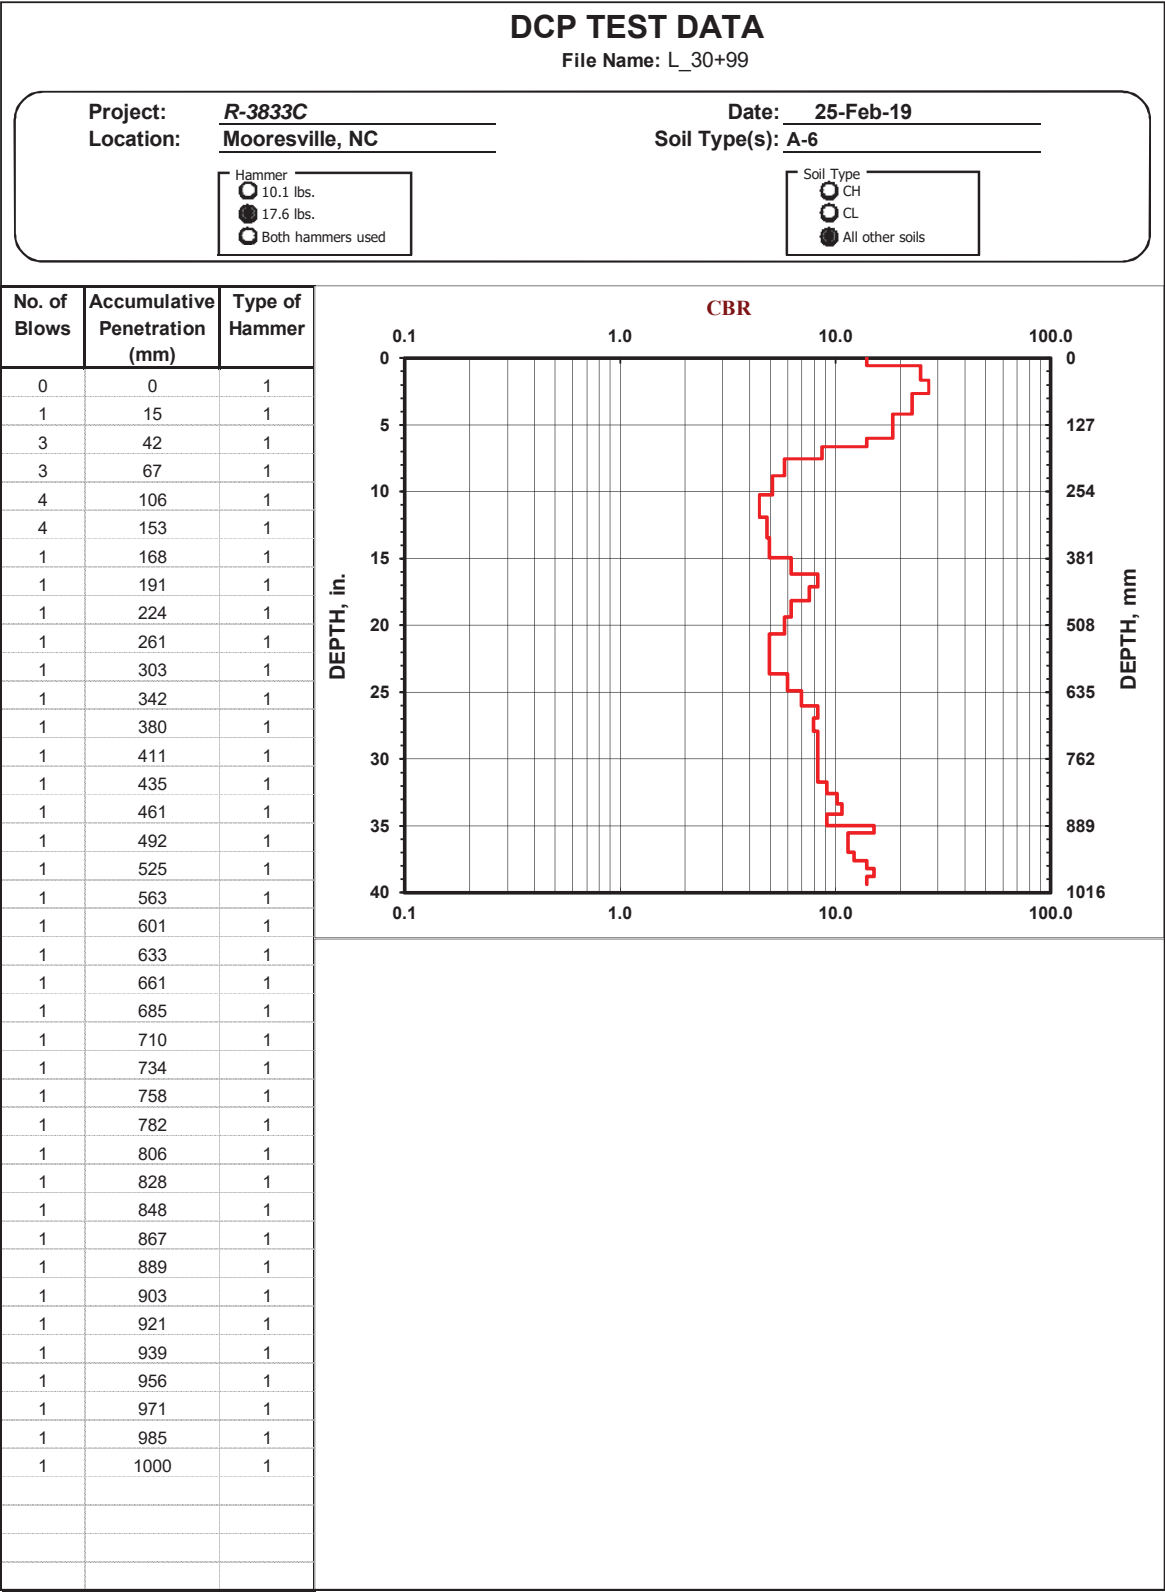 DCP TEST DATA
File Name: L_30+99
Project: R-3833C Date: 25-Feb-19
Location: Mooresville, NC Soil Type(s): A-6
Hammer
10.1 lbs.
17.6 lbs.
Both hammers used
Soil Type
CH
CL
All other soils
No. of Blows Accumulative Penetration (mm) Type of Hammer
0 0 1
1 15 1
3 42 1
3 67 1
4 106 1
4 153 1
1 168 1
1 191 1
1 224 1
1 261 1
1 303 1
1 342 1
1 380 1
1 411 1
1 435 1
1 461 1
1 492 1
1 525 1
1 563 1
1 601 1
1 633 1
1 661 1
1 685 1
1 710 1
1 734 1
1 758 1
1 782 1
1 806 1
1 828 1
1 848 1
1 867 1
1 889 1
1 903 1
1 921 1
1 939 1
1 956 1
1 971 1
1 985 1
1 1000 1
CBR
0.1 1.0 10.0 100.0
0 0
5 127
10 254
15 381
20 508
25 635
30 762
35 889
40 1016
0.1 1.0 10.0 100.0
DEPTH, in.
DEPTH, mm